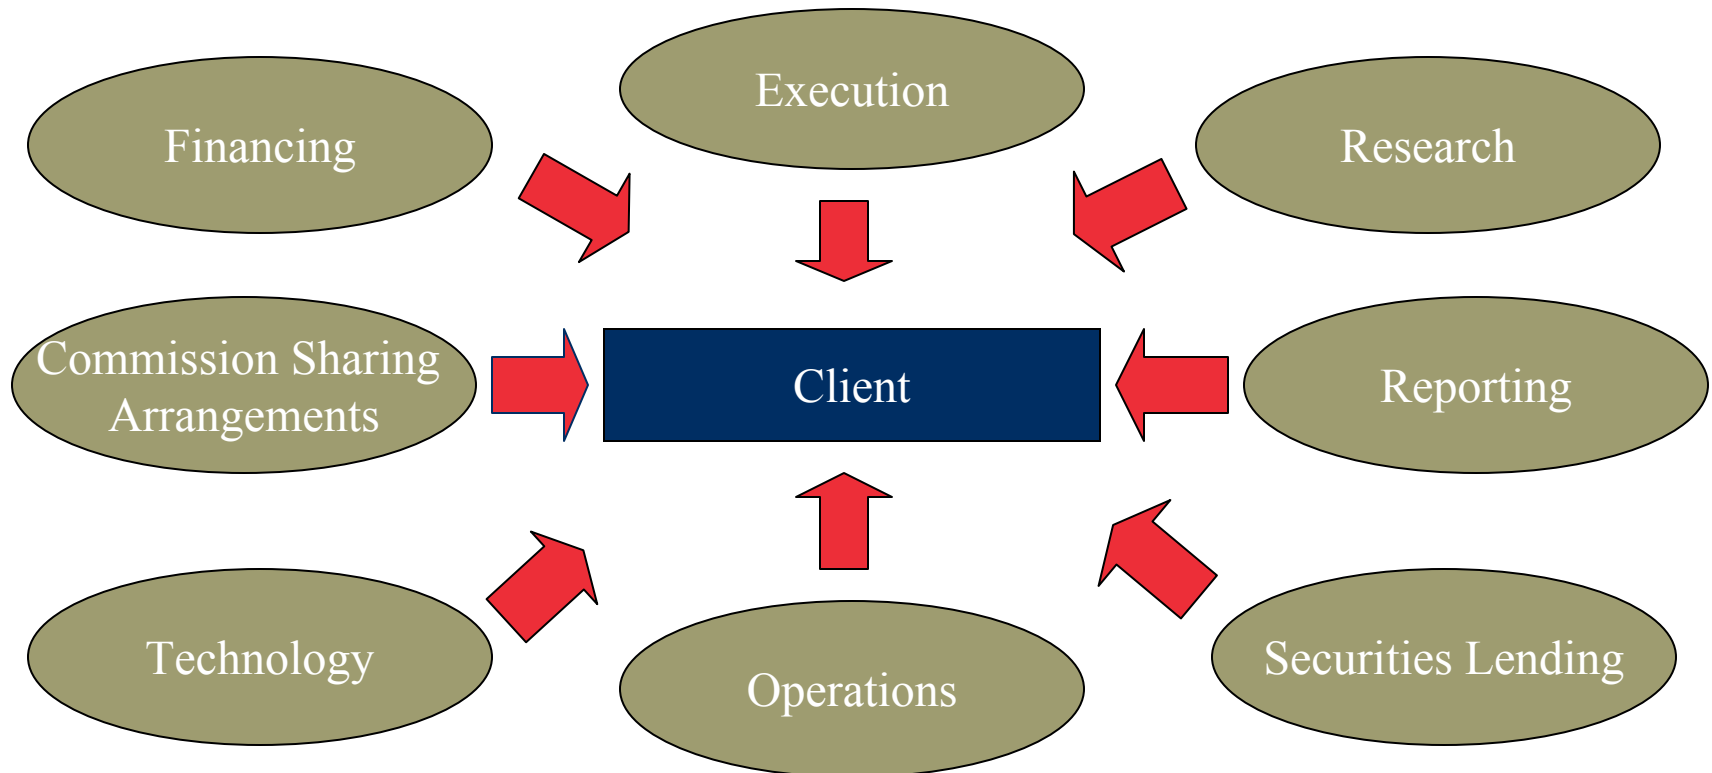 Execution
Financing
Research
Commission Sharing
Arrangements
Client
Reporting
Technology
Operations
Securities Lending